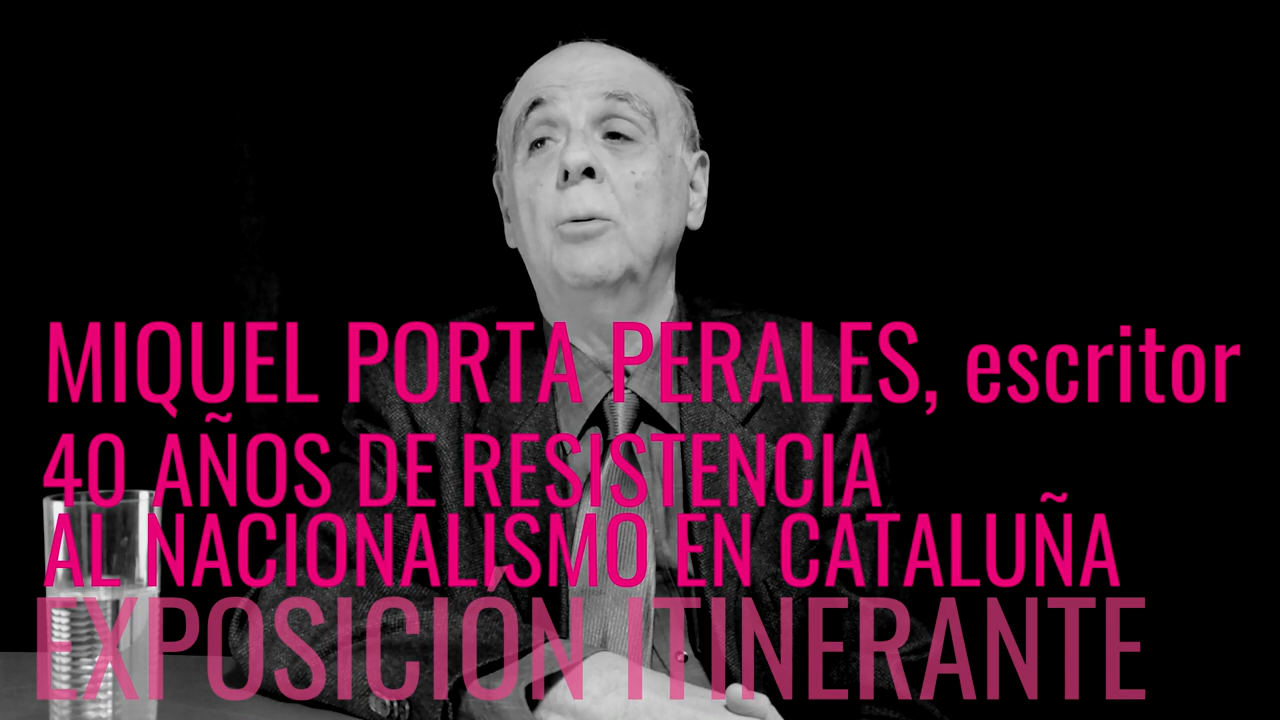 MIQUEL PORTA PERALES, escritor
40 AÑOS DE RESISTENCIA
AL NACIONALISMO EN CATALUÑA
EXPOSICIÓN ITINERANTE